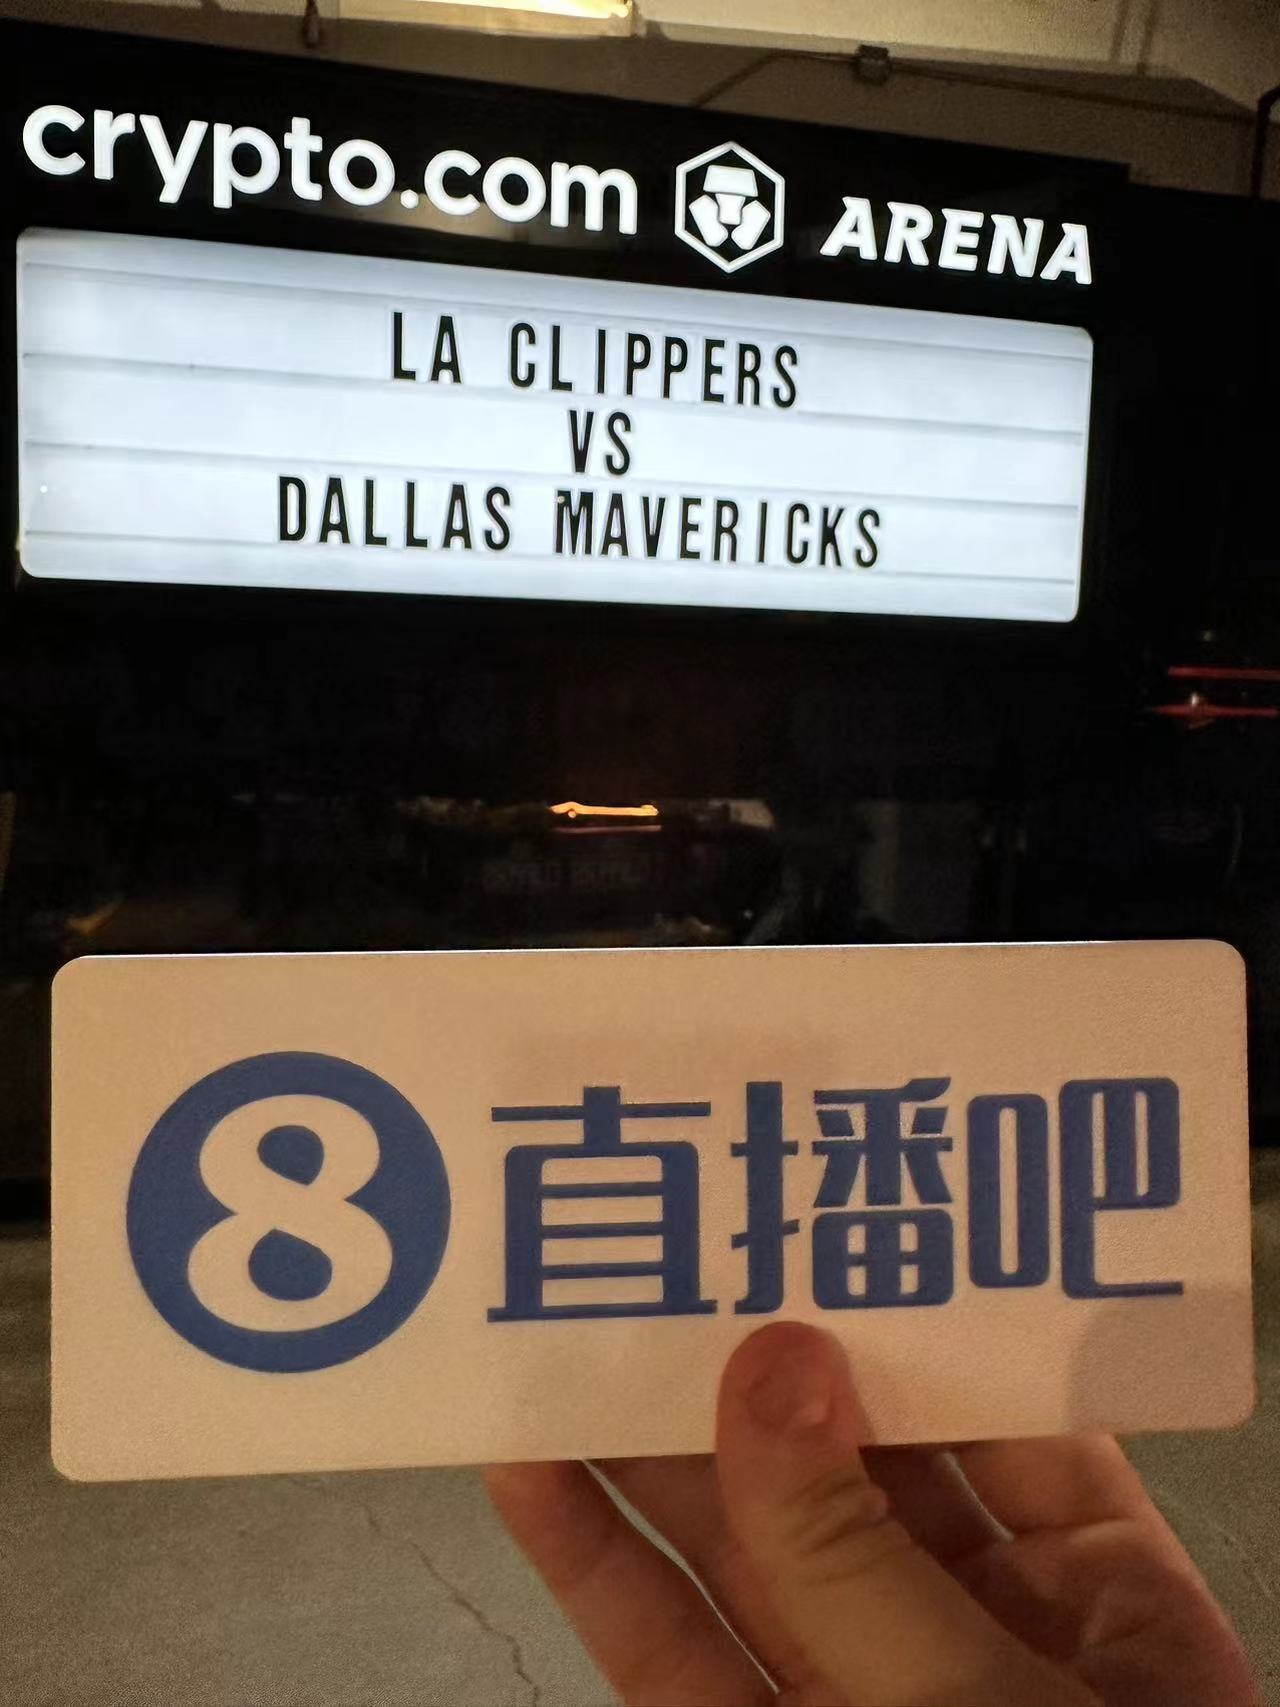 crypto.com ARENA
LA CLIPPERS
VS
DALLAS MAVERICKS
8直播吧